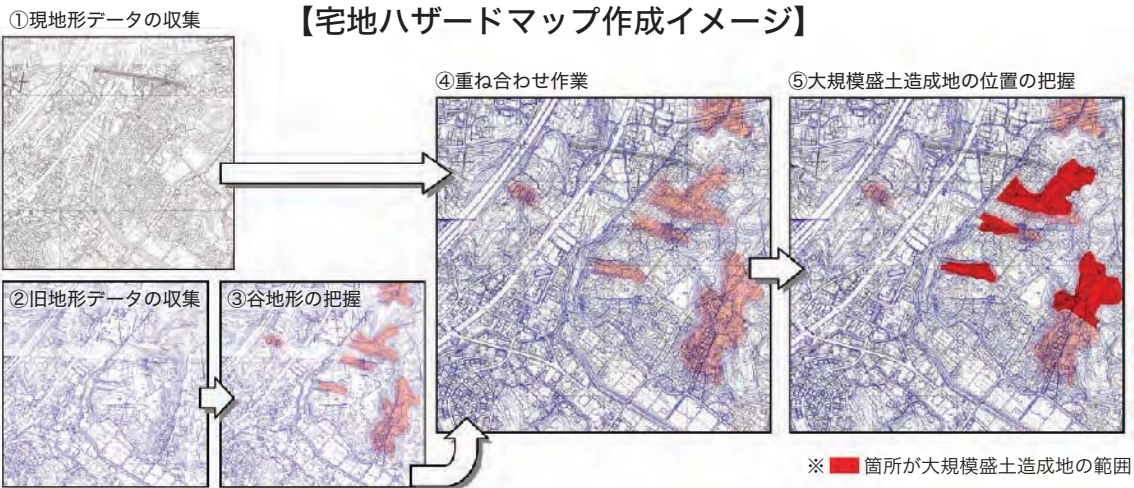 【宅地ハザードマップ作成イメージ】
①現地形データの収集
②旧地形データの収集
③谷地形の把握
④重ね合わせ作業
⑤大規模盛土造成地の位置の把握
※ 箇所が大規模盛土造成地の範囲